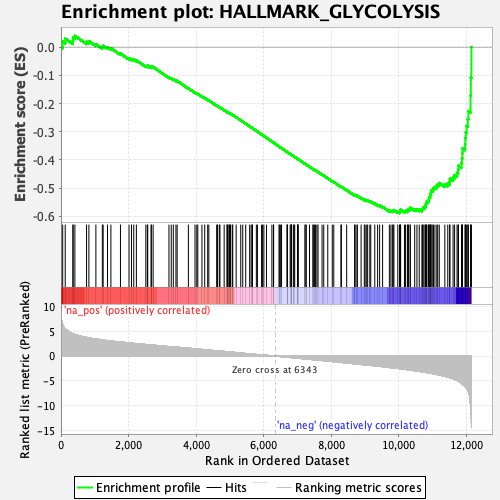 Enrichment plot: HALLMARK_GLYCOLYSIS
Enrichment score (ES)
0.0
-0.1
-0.2
-0.3
-0.4
-0.5
-0.6
Ranked list metric (PreRanked)
10
5
0
-5
-10
-15
'na_pos' (positively correlated)
Zero cross at 6343
'na_neg' (negatively correlated)
0 2,000 4,000 6,000 8,000 10,000 12,000
Rank in Ordered Dataset
Enrichment profile Hits Ranking metric scores